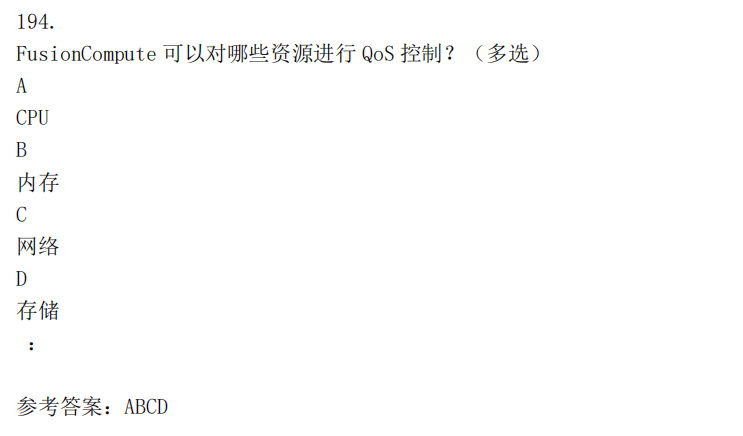 194.
FusionCompute 可以对哪些资源进行 QoS 控制？（多选）
A
CPU
B
内存
C
网络
D
存储
：
参考答案：ABCD